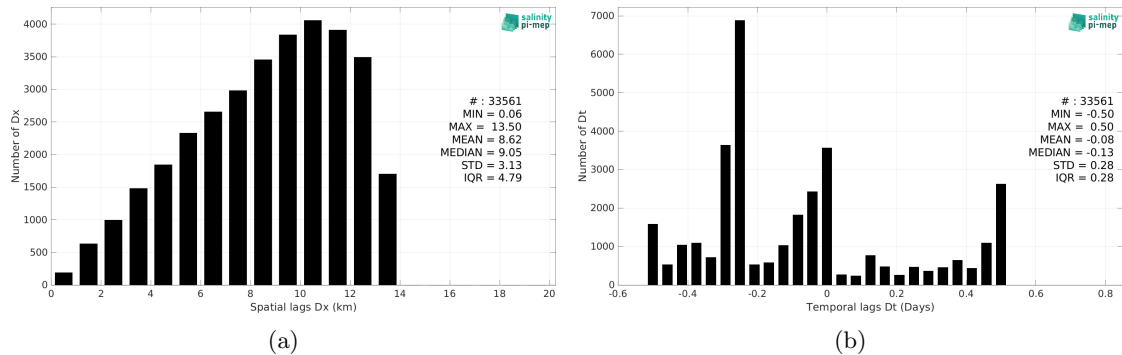 4000
3500
3000
2500
2000
1500
1000
500
0
Number of Dx
salinity
pi-mep
# : 33561
MIN = 0.06
MAX = 13.50
MEAN = 8.62
MEDIAN = 9.05
STD = 3.13
IQR = 4.79
0 2 4 6 8 10 12 14 16 18 20
Spatial lags Dx (km)
(a)
7000
6000
5000
4000
3000
2000
1000
0
Number of Dt
salinity
pi-mep
# : 33561
MIN = -0.50
MAX = 0.50
MEAN = -0.08
MEDIAN = -0.13
STD = 0.28
IQR = 0.28
-0.6 -0.4 -0.2 0 0.2 0.4 0.6 0.8
Temporal lags Dt (Days)
(b)